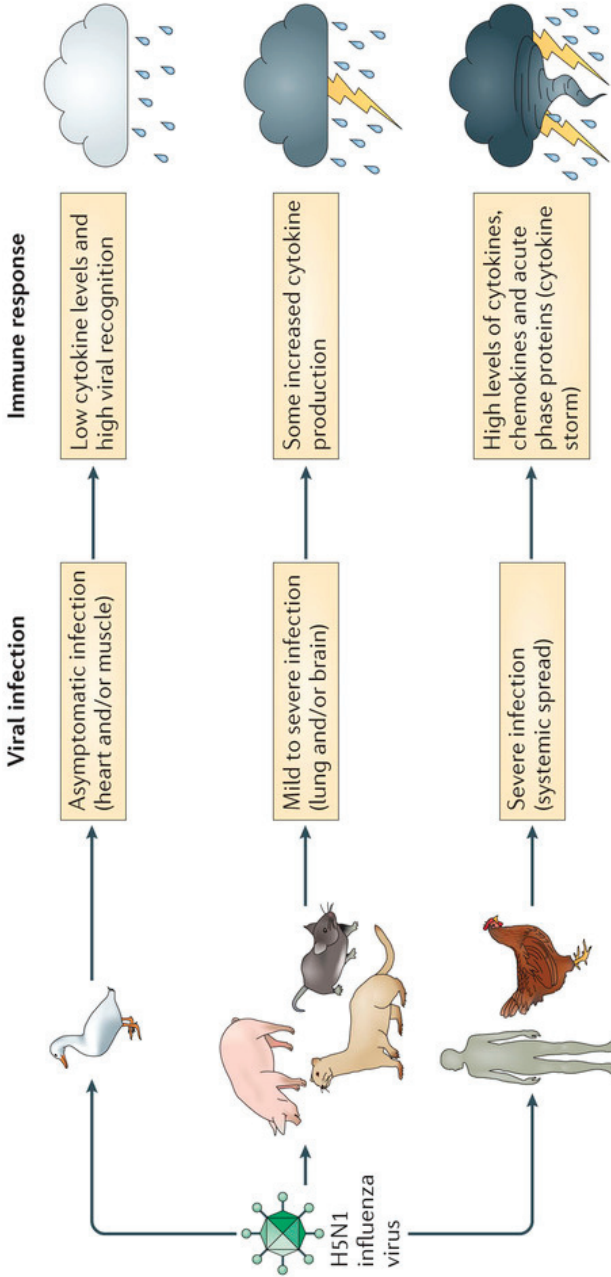 Viral infection
Immune response
H5N1
influenza
virus
Asymptomatic infection
(heart and/or muscle)
Low cytokine levels and
high viral recognition
Mild to severe infection
(lung and/or brain)
Some increased cytokine
production
Severe infection
(systemic spread)
High levels of cytokines,
chemokines and acute
phase proteins (cytokine
storm)